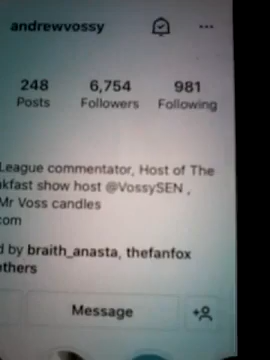 andrewvossy
248 6,754 981
Posts Followers Following
League commentator, Host of The
kfast show host @VossySEN ,
Mr Voss candles
com
d by braith_anasta, thefanfox
others
Message